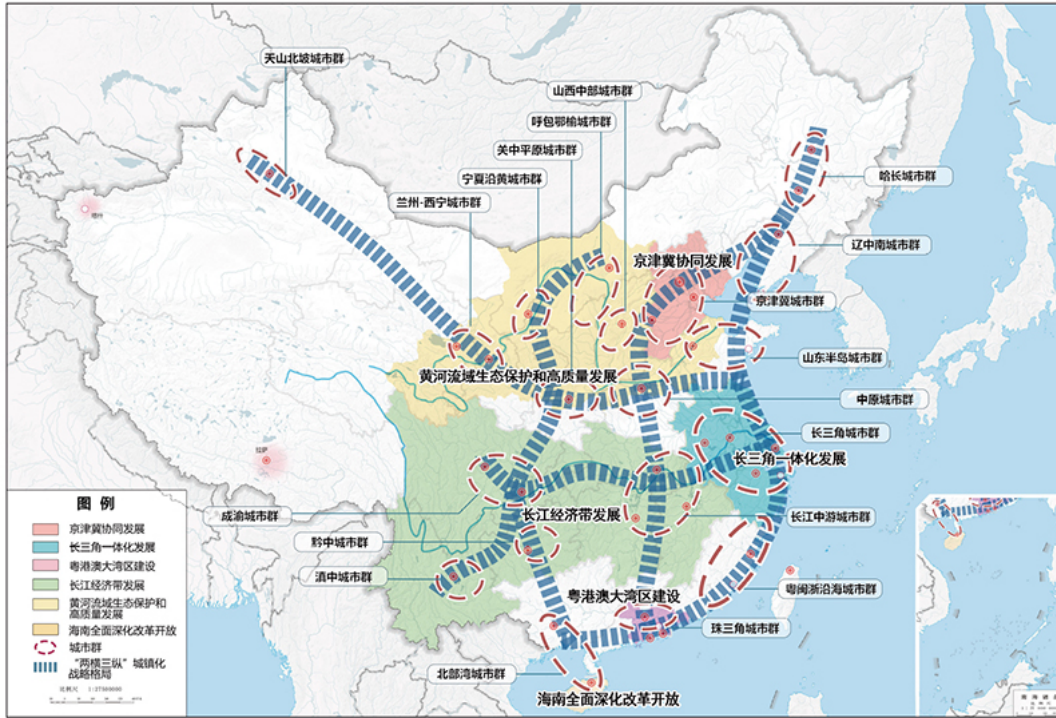 天山北坡城市群
山西中部城市群
呼包鄂榆城市群
关中平原城市群
宁夏沿黄城市群
兰州-西宁城市群
哈长城市群
辽中南城市群
京津冀协同发展
京津冀城市群
山东半岛城市群
黄河流域生态保护和高质量发展
中原城市群
长三角城市群
长三角一体化发展
拉萨
成渝城市群
长江经济带发展
长江中游城市群
黔中城市群
滇中城市群
粤港澳大湾区建设
粤闽浙沿海城市群
珠三角城市群
北部湾城市群
海南全面深化改革开放
图 例
京津冀协同发展
长三角一体化发展
粤港澳大湾区建设
长江经济带发展
黄河流域生态保护和
高质量发展
海南全面深化改革开放
城市群
“两横三纵”城镇化
战略格局